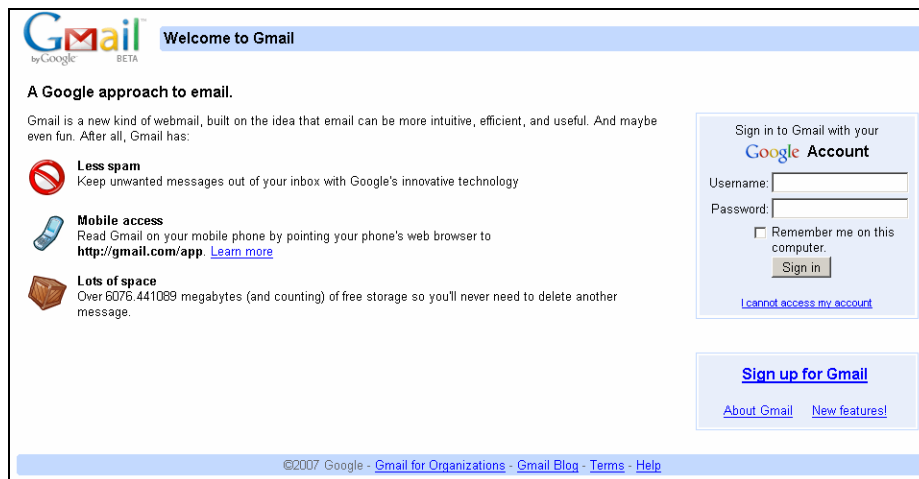 Gmail
by Google BETA
Welcome to Gmail
A Google approach to email.
Gmail is a new kind of webmail, built on the idea that email can be more intuitive, efficient, and useful. And maybe
even fun. After all, Gmail has:
Less spam
Keep unwanted messages out of your inbox with Google's innovative technology
Mobile access
Read Gmail on your mobile phone by pointing your phone's web browser to
http://gmail.com/app. Learn more
Lots of space
Over 6076.441089 megabytes (and counting) of free storage so you'll never need to delete another
message.
Sign in to Gmail with your
Google Account
Username:
Password:
Remember me on this
computer.
Sign in
I cannot access my account
Sign up for Gmail
About Gmail New features!
©2007 Google - Gmail for Organizations - Gmail Blog - Terms - Help